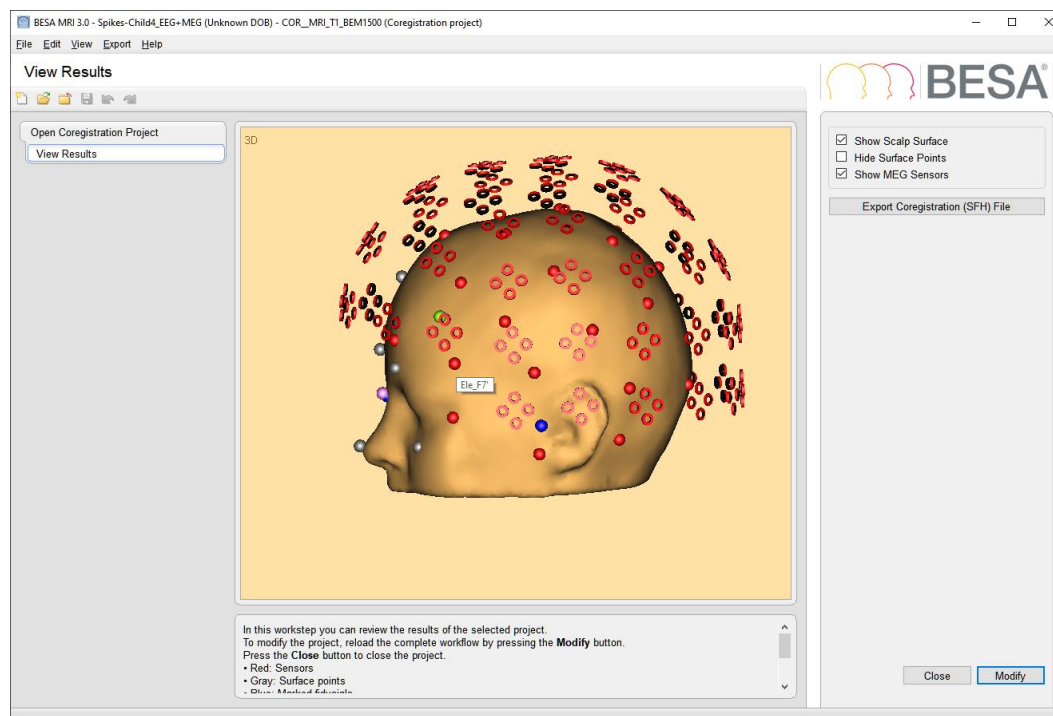 BESA MRI 3.0 - Spikes-Child4_EEG+MEG (Unknown DOB) - COR__MRI_T1_BEM1500 (Coregistration project)
File Edit View Export Help
View Results
BESA®
Open Coregistration Project
View Results
3D
Ele_F7'
Show Scalp Surface
Hide Surface Points
Show MEG Sensors
Export Coregistration (SFH) File
In this workstep you can review the results of the selected project.
To modify the project, reload the complete workflow by pressing the Modify button.
Press the Close button to close the project.
• Red: Sensors
• Gray: Surface points
• Blue: Marked fiducials
Close Modify